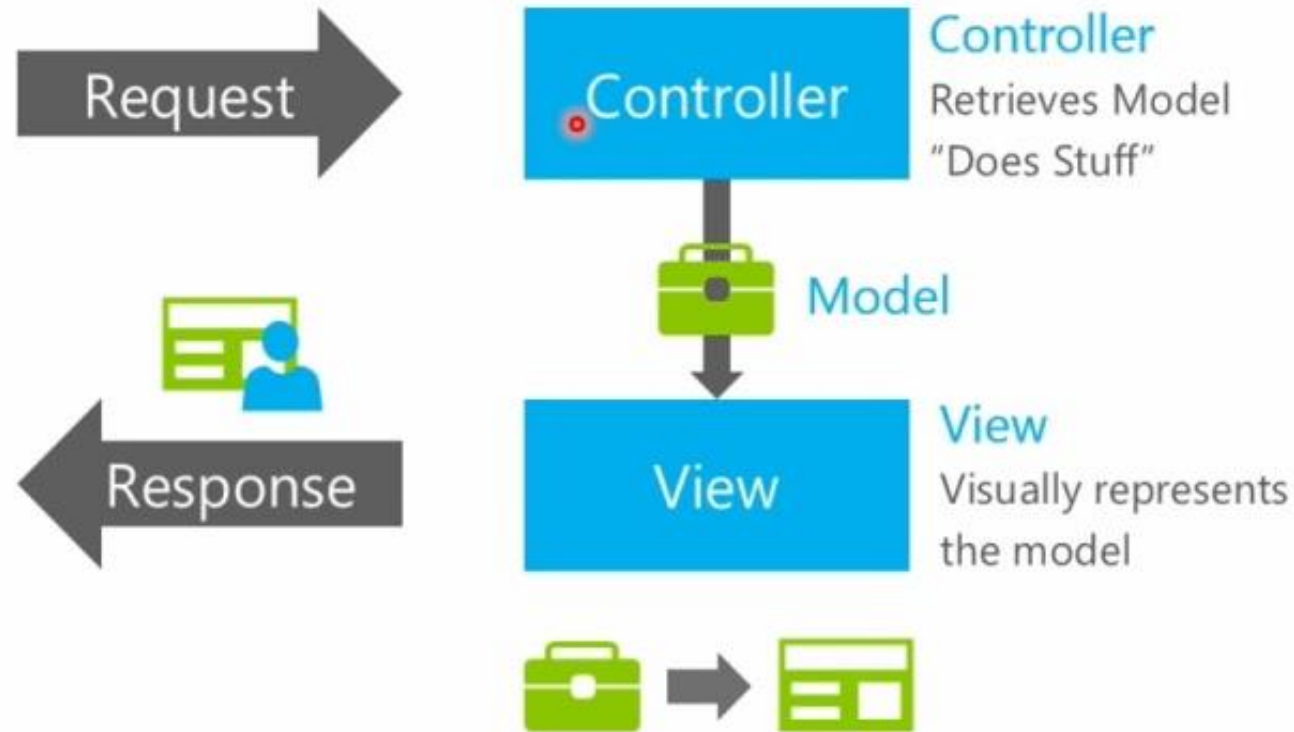 Request
Controller
Controller
Retrieves Model
"Does Stuff"
Model
Response
View
View
Visually represents
the model